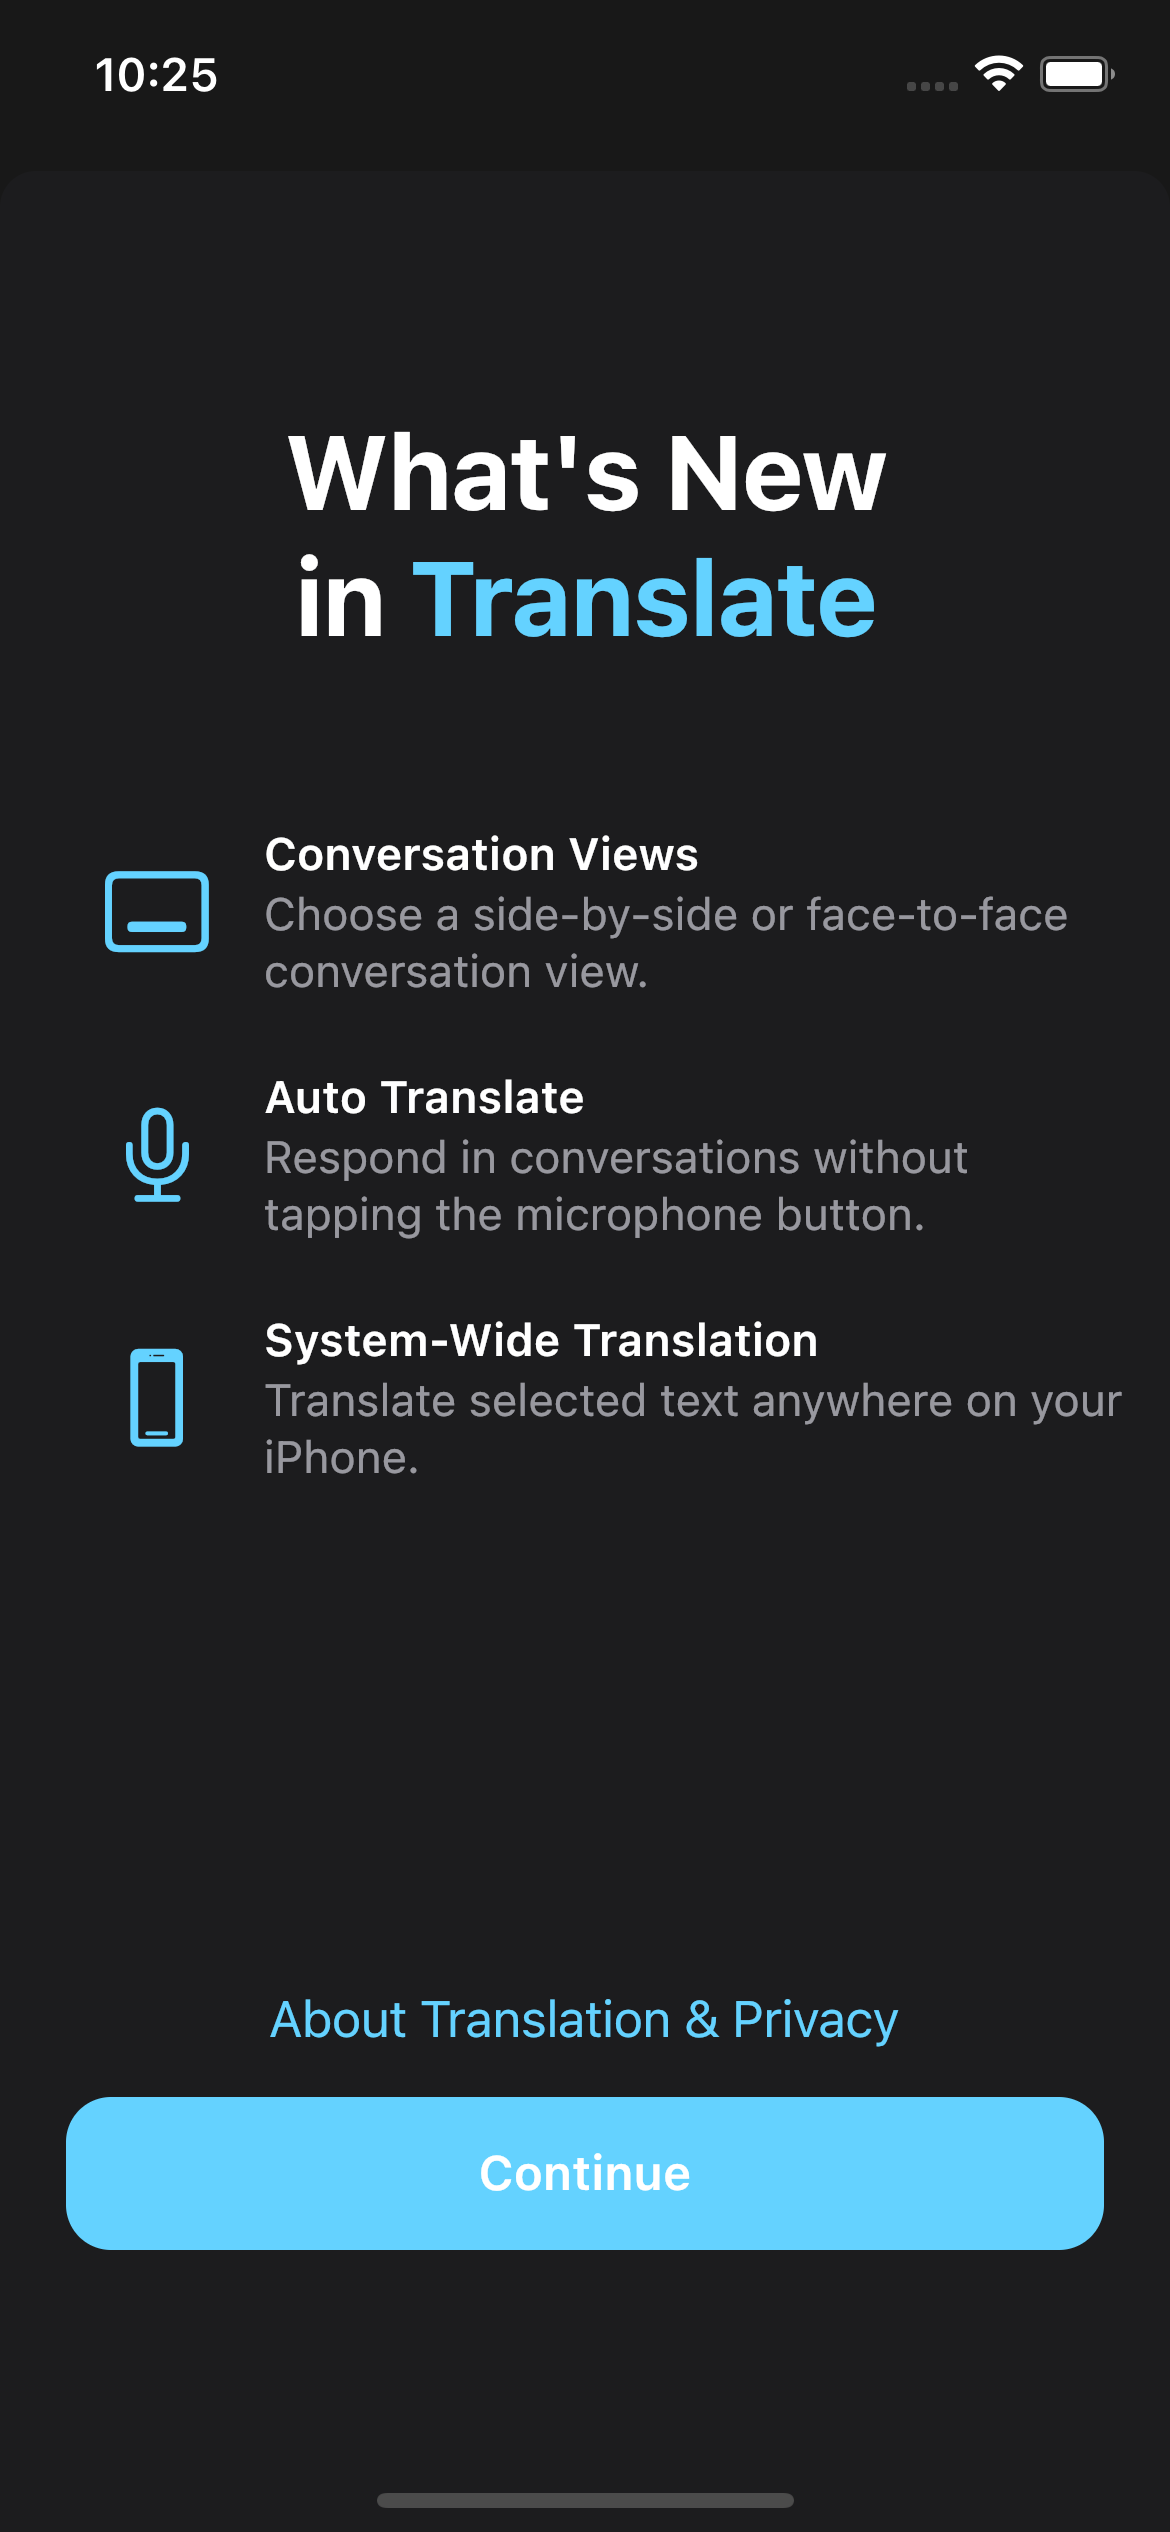 10:25
What's New
in Translate
Conversation Views
Choose a side-by-side or face-to-face
conversation view.
Auto Translate
Respond in conversations without
tapping the microphone button.
System-Wide Translation
Translate selected text anywhere on your
iPhone.
About Translation & Privacy
Continue